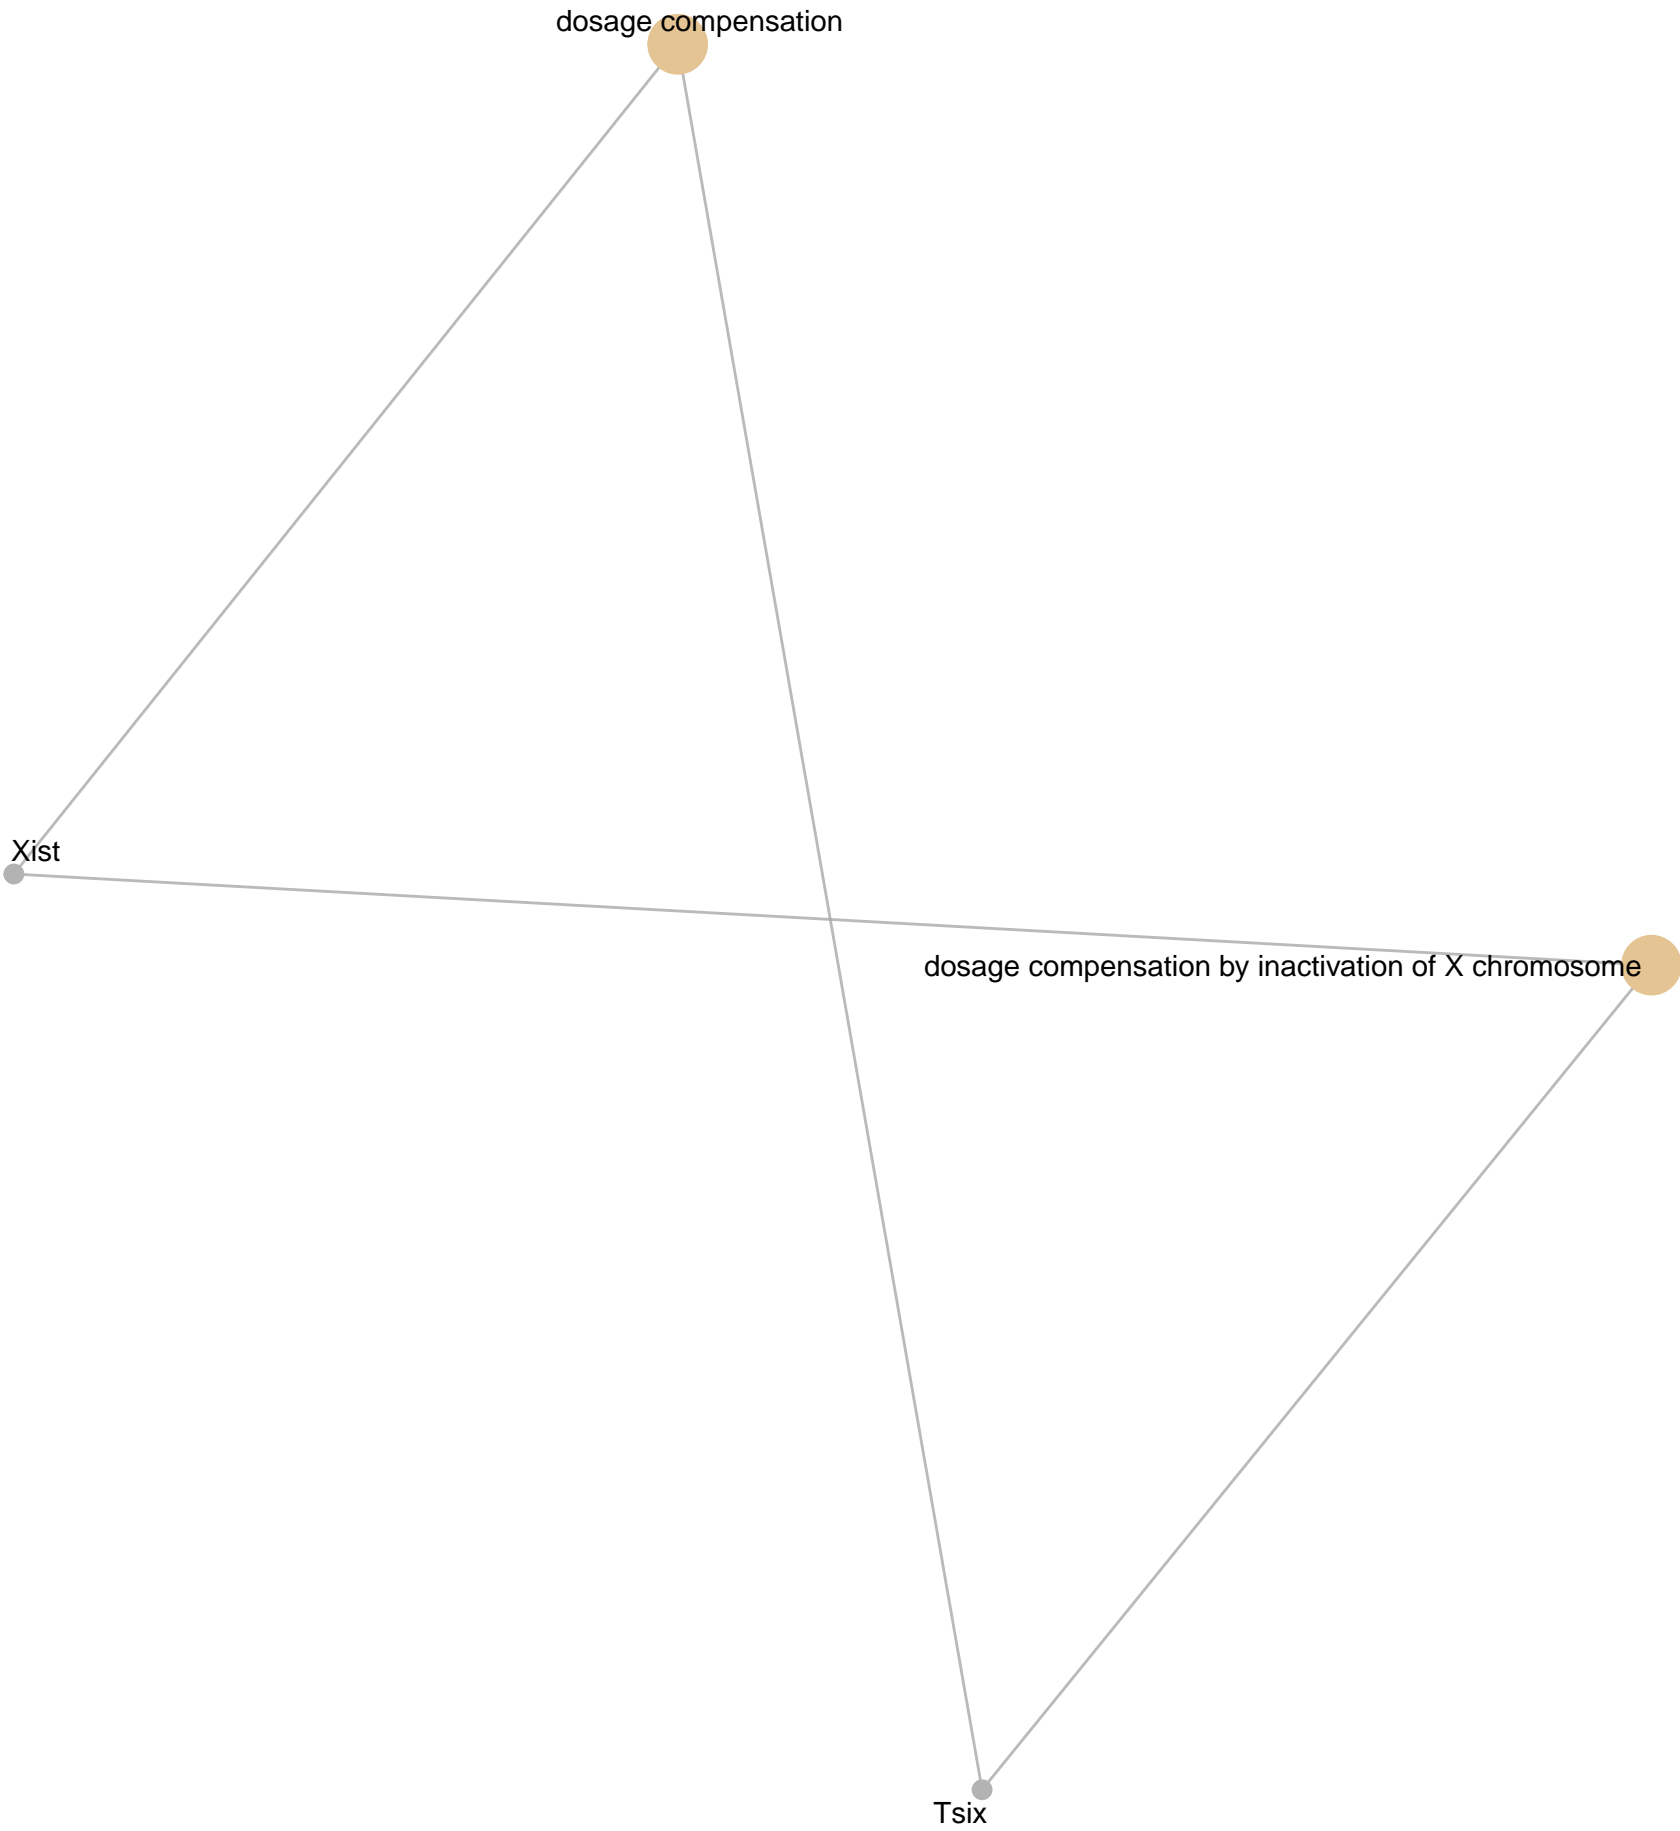 dosage compensation
Xist
dosage compensation by inactivation of X chromosome
Tsix